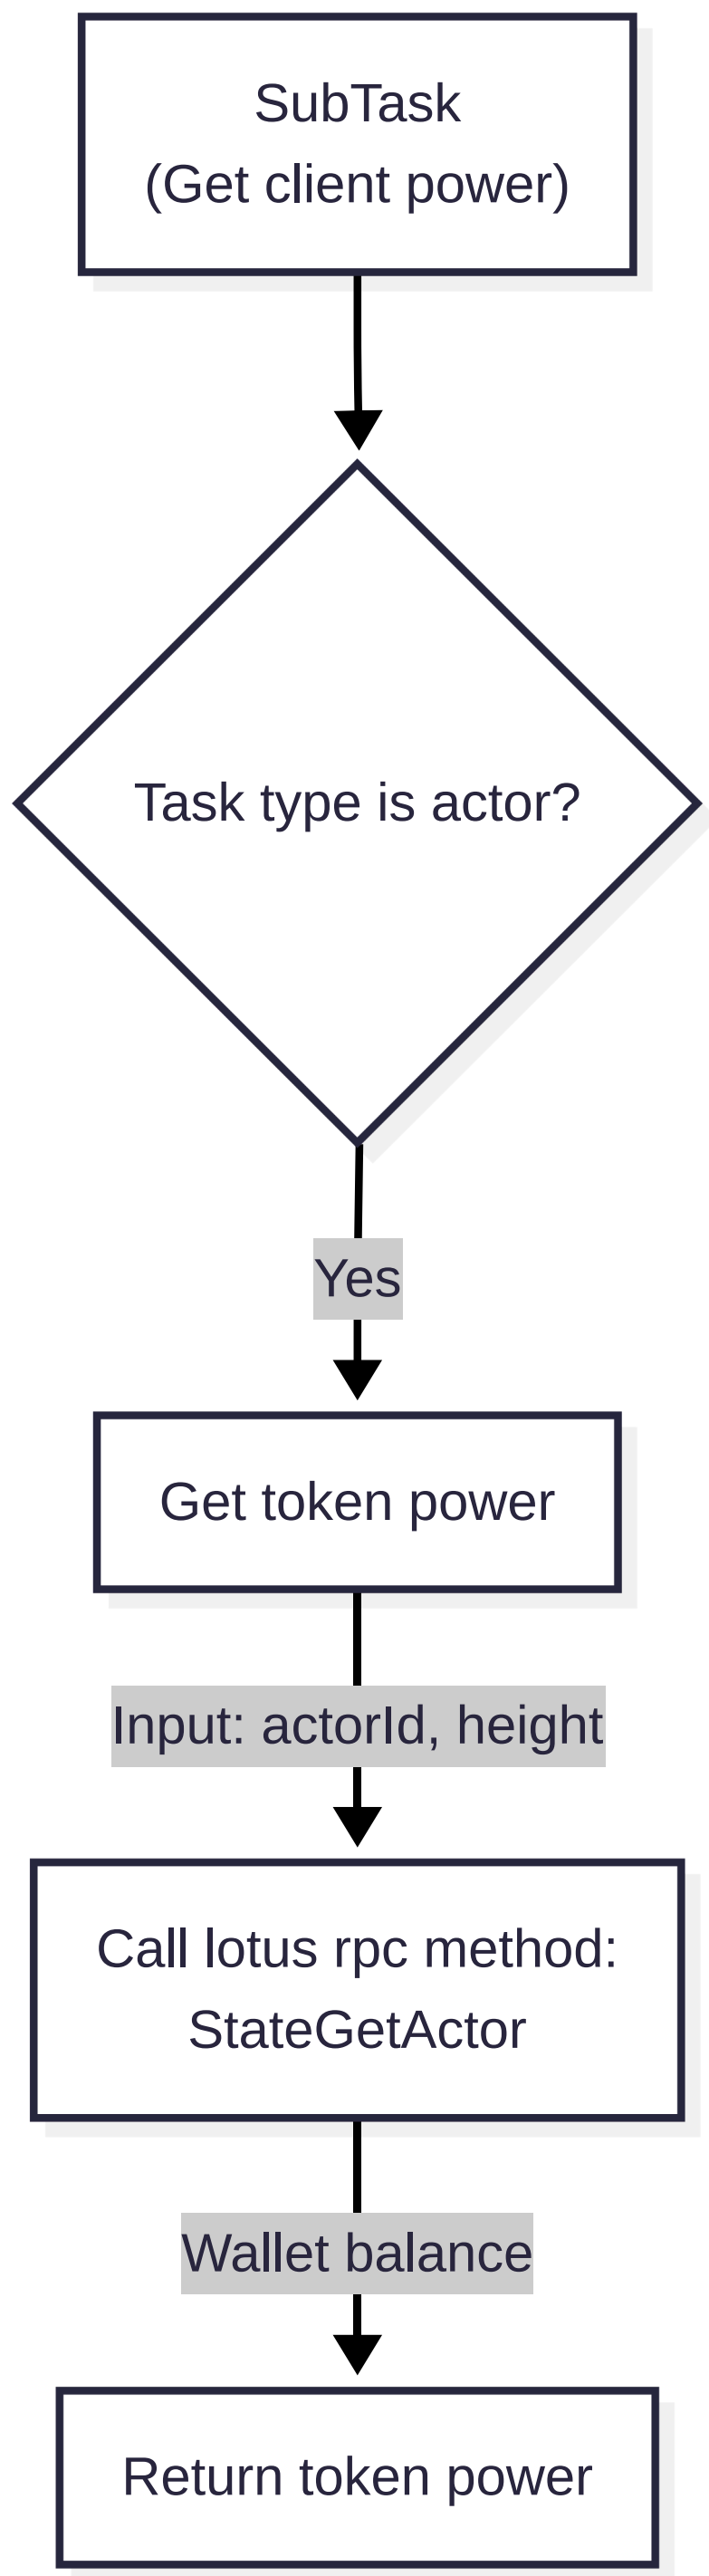 SubTask
(Get client power)
Task type is actor?
Yes
Get token power
Input: actorId, height
Call lotus rpc method:
StateGetActor
Wallet balance
Return token power